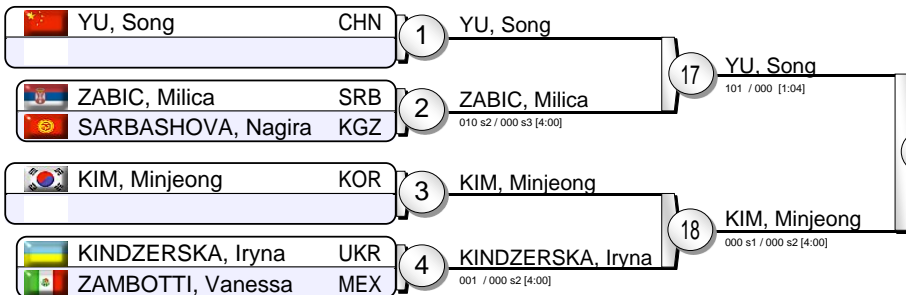 YU, Song CHN
1
YU, Song
ZABIC, Milica SRB
SARBASHOVA, Nagira KGZ
2
ZABIC, Milica
010 s2 / 000 s3 [4:00]
17
YU, Song
101 / 000 [1:04]
KIM, Minjeong KOR
3
KIM, Minjeong
KINDZERSKA, Iryna UKR
ZAMBOTTI, Vanessa MEX
4
KINDZERSKA, Iryna
001 / 000 s2 [4:00]
18
KIM, Minjeong
000 s1 / 000 s2 [4:00]